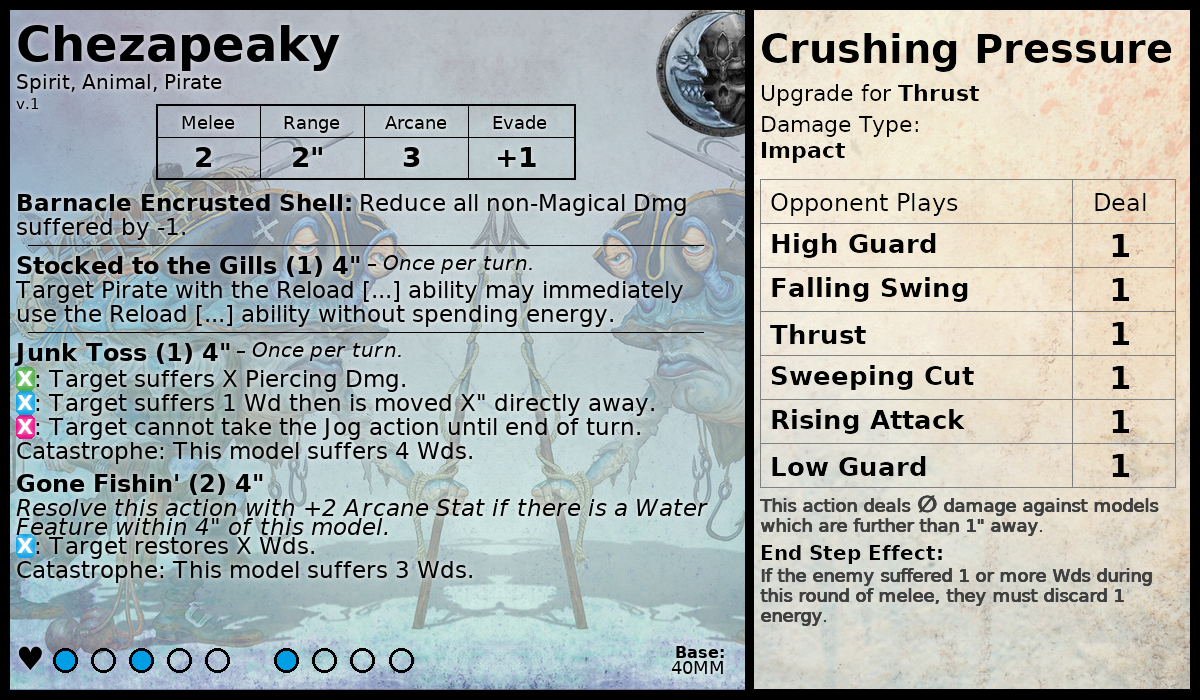 Chezapeaky
Spirit, Animal, Pirate
v.1
Melee Range Arcane Evade
2 2" 3 +1
Barnacle Encrusted Shell: Reduce all non-Magical Dmg
suffered by -1.
Stocked to the Gills (1) 4" – Once per turn.
Target Pirate with the Reload [...] ability may immediately
use the Reload [...] ability without spending energy.
Junk Toss (1) 4" – Once per turn.
X: Target suffers X Piercing Dmg.
X: Target suffers 1 Wd then is moved X" directly away.
X: Target cannot take the Jog action until end of turn.
Catastrophe: This model suffers 4 Wds.
Gone Fishin' (2) 4"
Resolve this action with +2 Arcane Stat if there is a Water
Feature within 4" of this model.
X: Target restores X Wds.
Catastrophe: This model suffers 3 Wds.
Base:
40MM
Crushing Pressure
Upgrade for Thrust
Damage Type:
Impact
Opponent Plays Deal
High Guard 1
Falling Swing 1
Thrust 1
Sweeping Cut 1
Rising Attack 1
Low Guard 1
This action deals Ø damage against models
which are further than 1" away.
End Step Effect:
If the enemy suffered 1 or more Wds during
this round of melee, they must discard 1
energy.